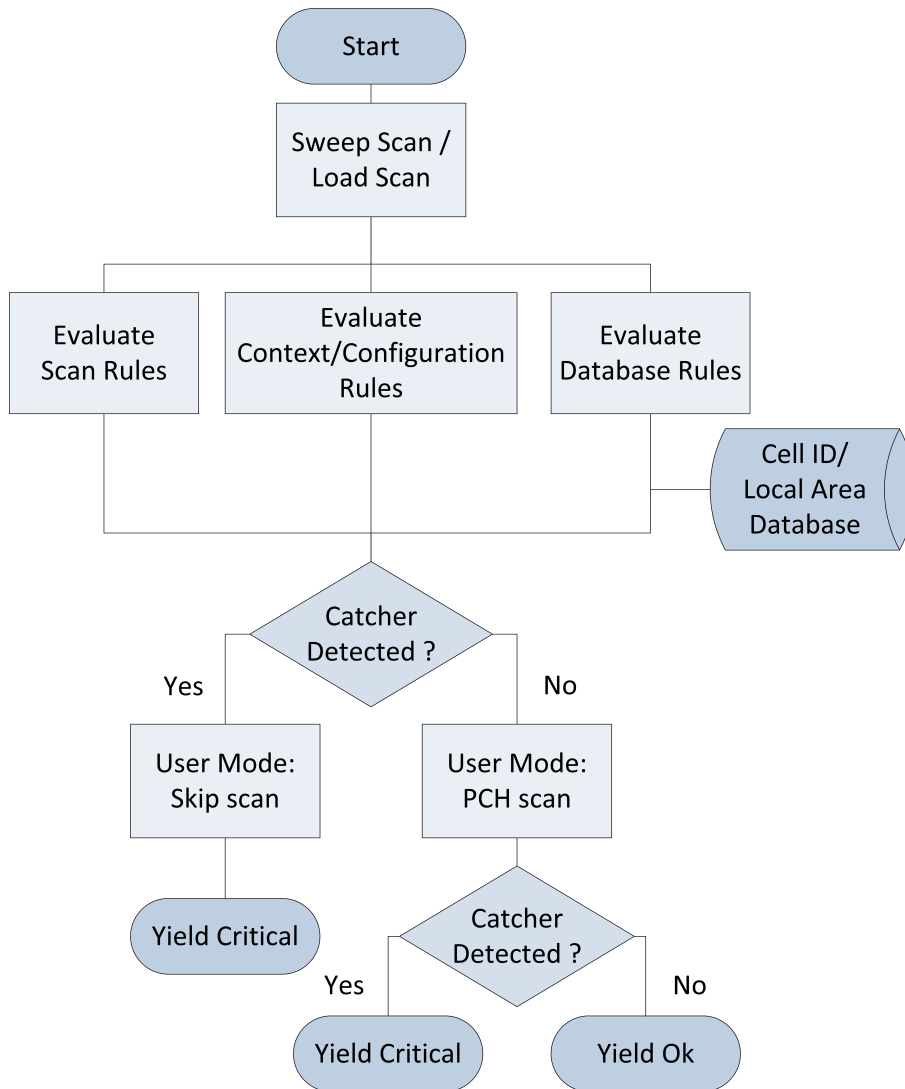 Start
Sweep Scan /
Load Scan
Evaluate
Scan Rules
Evaluate
Context/Configuration
Rules
Evaluate
Database Rules
Cell ID/
Local Area
Database
Catcher
Detected ?
Yes
No
User Mode:
Skip scan
User Mode:
PCH scan
Yield Critical
Catcher
Detected ?
Yes
No
Yield Critical
Yield Ok